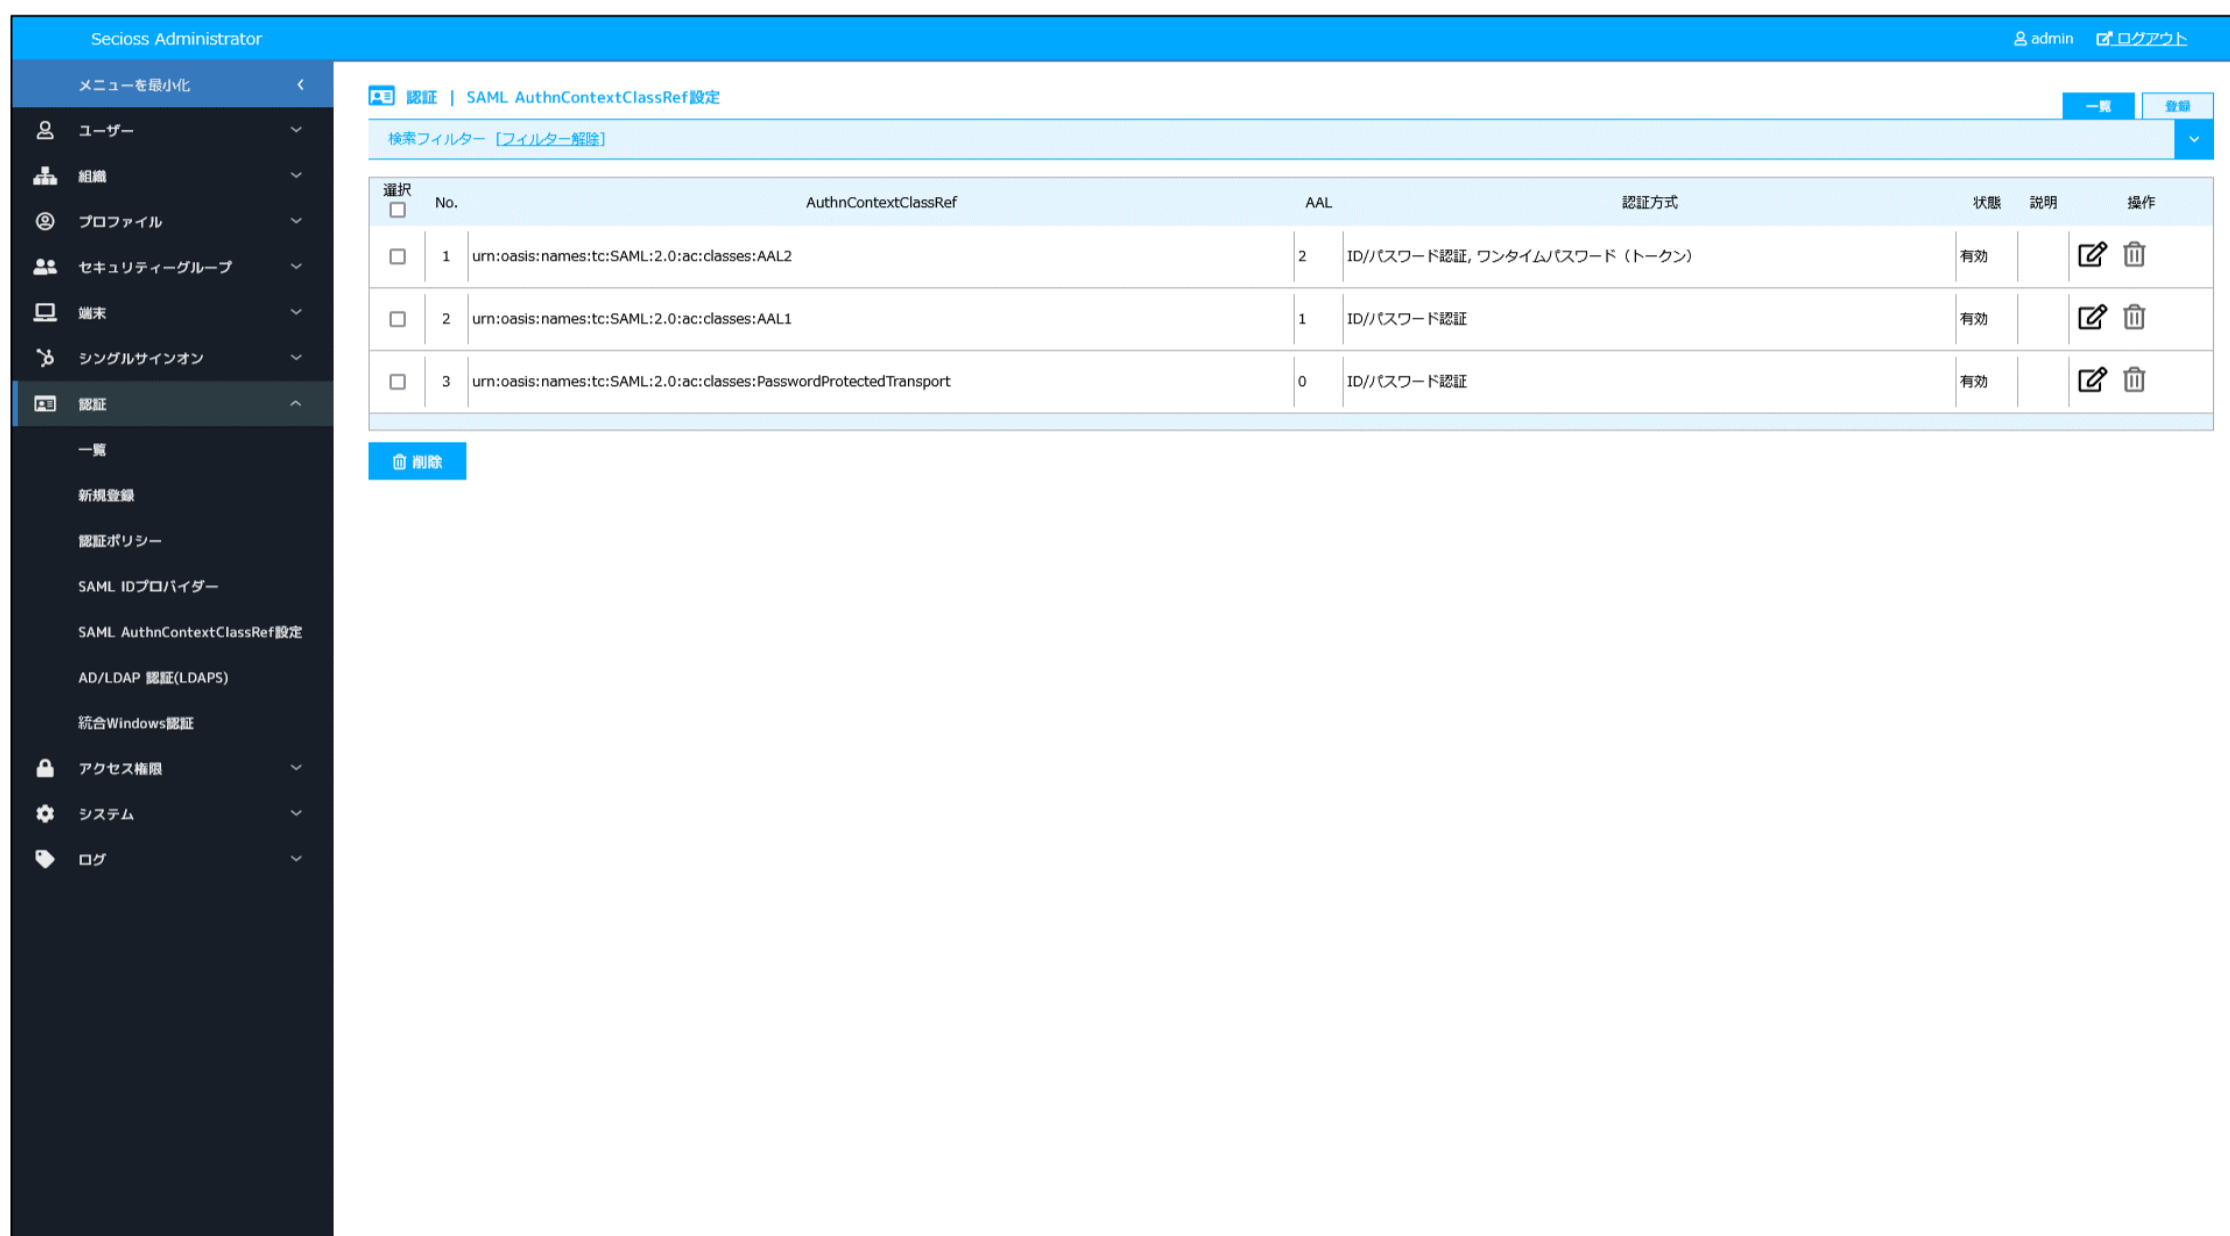 Secioss Administrator
admin ログアウト
メニューを最小化
ユーザー
組織
プロファイル
セキュリティーグループ
端末
シングルサインオン
認証
一覧
新規登録
認証ポリシー
SAML IDプロバイダー
SAML AuthnContextClassRef設定
AD/LDAP 認証(LDAPS)
統合Windows認証
アクセス権限
システム
ログ
認証 | SAML AuthnContextClassRef設定
一覧 登録
検索フィルター [フィルター解除]
選択 No. AuthnContextClassRef AAL 認証方式 状態 説明 操作
1 urn:oasis:names:tc:SAML:2.0:ac:classes:AAL2 2 ID/パスワード認証, ワンタイムパスワード（トークン） 有効
2 urn:oasis:names:tc:SAML:2.0:ac:classes:AAL1 1 ID/パスワード認証 有効
3 urn:oasis:names:tc:SAML:2.0:ac:classes:PasswordProtectedTransport 0 ID/パスワード認証 有効
削除